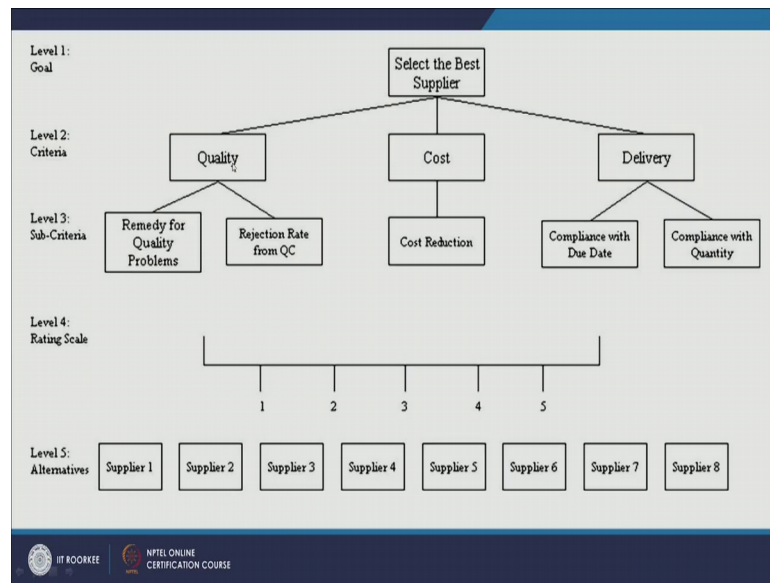 Level 1:
Goal
Select the Best
Supplier
Level 2:
Criteria
Quality
Cost
Delivery
Level 3:
Sub-Criteria
Remedy for
Quality
Problems
Rejection Rate
from QC
Cost Reduction
Compliance with
Due Date
Compliance with
Quantity
Level 4:
Rating Scale
1 2 3 4 5
Level 5:
Alternatives
Supplier 1
Supplier 2
Supplier 3
Supplier 4
Supplier 5
Supplier 6
Supplier 7
Supplier 8
IIT ROORKEE
NPTEL
NPTEL ONLINE
CERTIFICATION COURSE